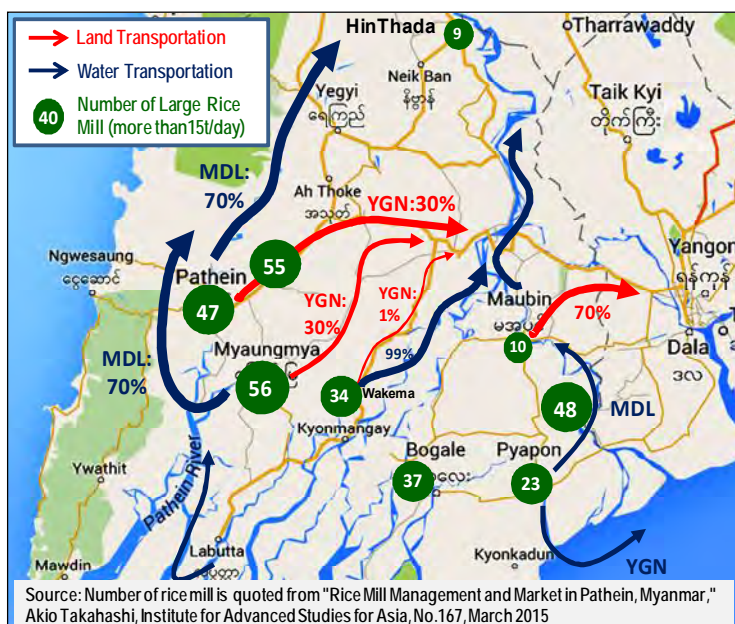 Land Transportation
Water Transportation
40
Number of Large Rice
Mill (more than15t/day)
HinThada
9
Tharrawaddy
Neik Ban
နိဗ္ဗာန်
Yegyi
ရေကြည်
Taik Kyi
တိုက်ကြီး
MDL:
70%
Ah Thoke
အသုတ်
YGN:30%
Ngwesaung
ငွေဆောင်
Pathein
55
47
Yangon
ရန်ကုန်
YGN:
30%
YGN:
1%
Maubin
မအူပင်
70%
MDL:
70%
Myaungmya
99%
10
Dala
ဒလ
56
34
Wakema
Kyonmangay
48
MDL
Bogale
Pyapon
37
23
Ywathit
Pathein River
Labutta
Kyonkadun
YGN
Mawdin
Source: Number of rice mill is quoted from "Rice Mill Management and Market in Pathein, Myanmar,"
Akio Takahashi, Institute for Advanced Studies for Asia, No.167, March 2015